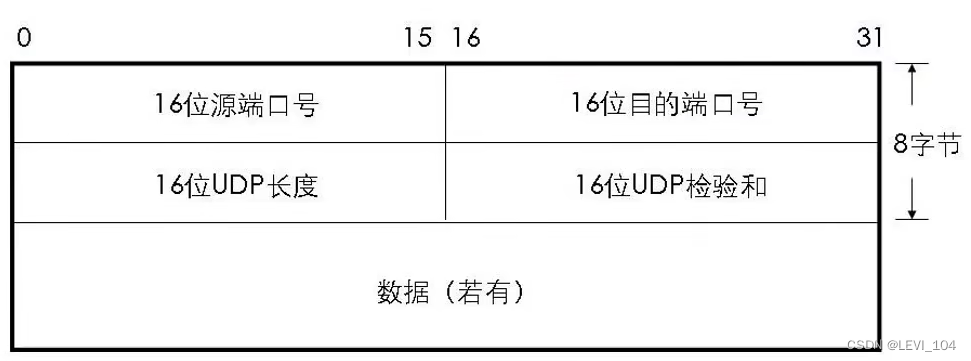 0 15 16 31
16位源端口号 16位目的端口号
8字节
16位UDP长度 16位UDP检验和
数据（若有）
CSDN @LEVI_104